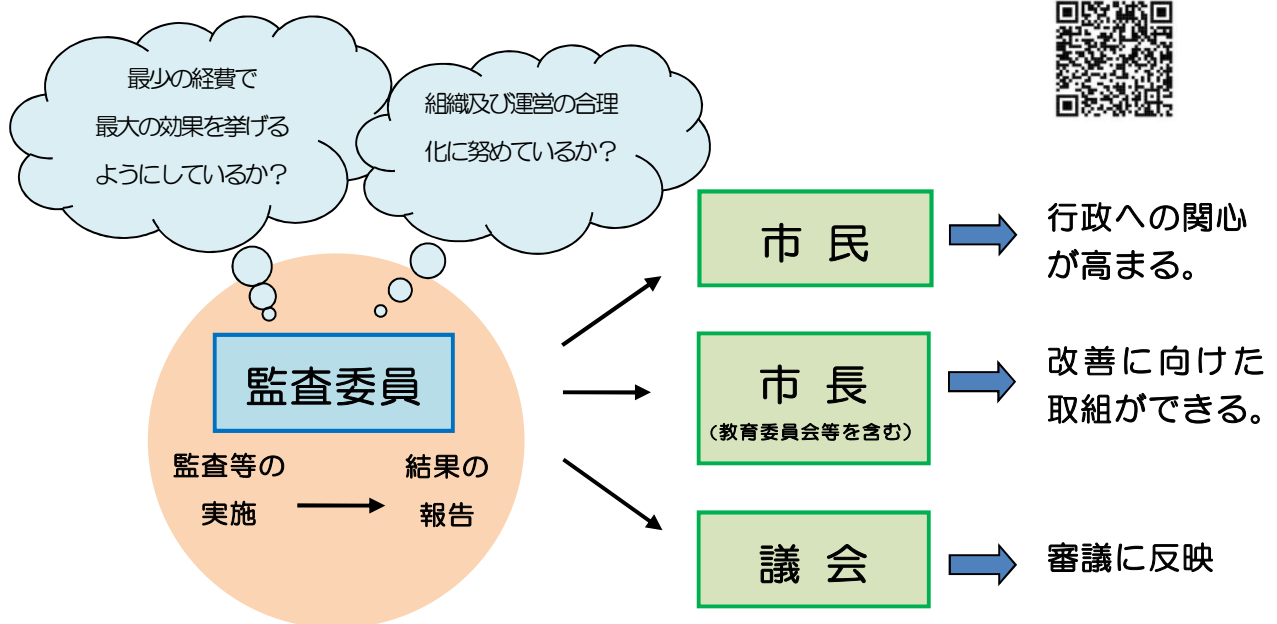 最少の経費で
最大の効果を挙げる
ようにしているか？
組織及び運営の合理
化に努めているか？
監査委員
監査等の
実施
結果の
報告
市民
行政への関心
が高まる。
市長
（教育委員会等を含む）
改善に向けた
取組ができる。
議会
審議に反映